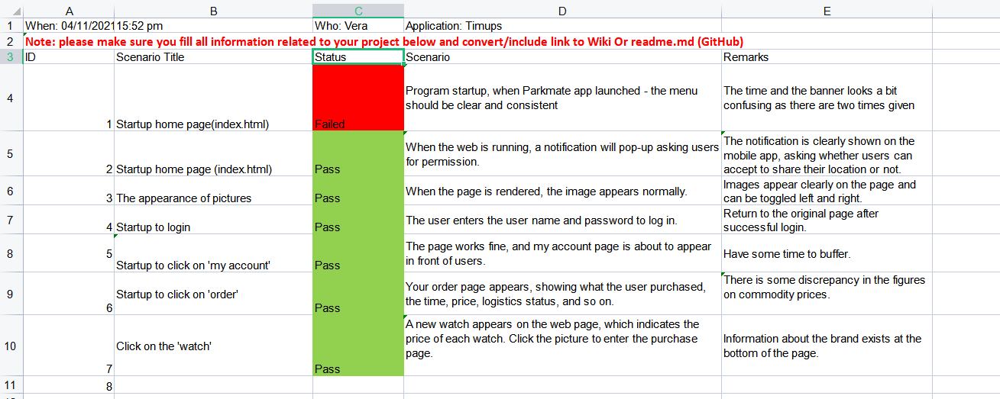 A B C D E
1 When: 04/11/202115:52 pm Who: Vera Application: Timups
2 Note: please make sure you fill all information related to your project below and convert/include link to Wiki Or readme.md (GitHub)
3 ID Scenario Title Status Scenario Remarks
4
1 Startup home page(index.html) Failed
Program startup, when Parkmate app launched - the menu
should be clear and consistent
The time and the banner looks a bit
confusing as there are two times given
5
2 Startup home page (index.html) Pass
When the web is running, a notification will pop-up asking users
for permission.
The notification is clearly shown on the
mobile app, asking whether users can
accept to share their location or not.
6
3 The appearance of pictures Pass
When the page is rendered, the image appears normally.
Images appear clearly on the page and
can be toggled left and right.
7
4 Startup to login Pass
The user enters the user name and password to log in.
Return to the original page after
successful login.
8
5
Startup to click on 'my account' Pass
The page works fine, and my account page is about to appear
in front of users.
Have some time to buffer.
9
Startup to click on 'order'
6 Pass
Your order page appears, showing what the user purchased,
the time, price, logistics status, and so on.
There is some discrepancy in the figures
on commodity prices.
10
Click on the 'watch'
7 Pass
A new watch appears on the web page, which indicates the
price of each watch. Click the picture to enter the purchase
page.
Information about the brand exists at the
bottom of the page.
11 8